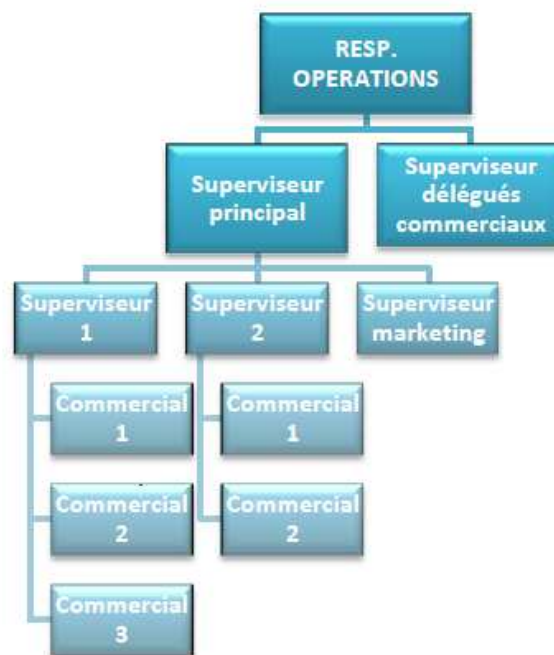 RESP.
OPERATIONS
Superviseur
principal
Superviseur
délégués
commerciaux
Superviseur
1
Superviseur
2
Superviseur
marketing
Commercial
1
Commercial
2
Commercial
3
Commercial
1
Commercial
2